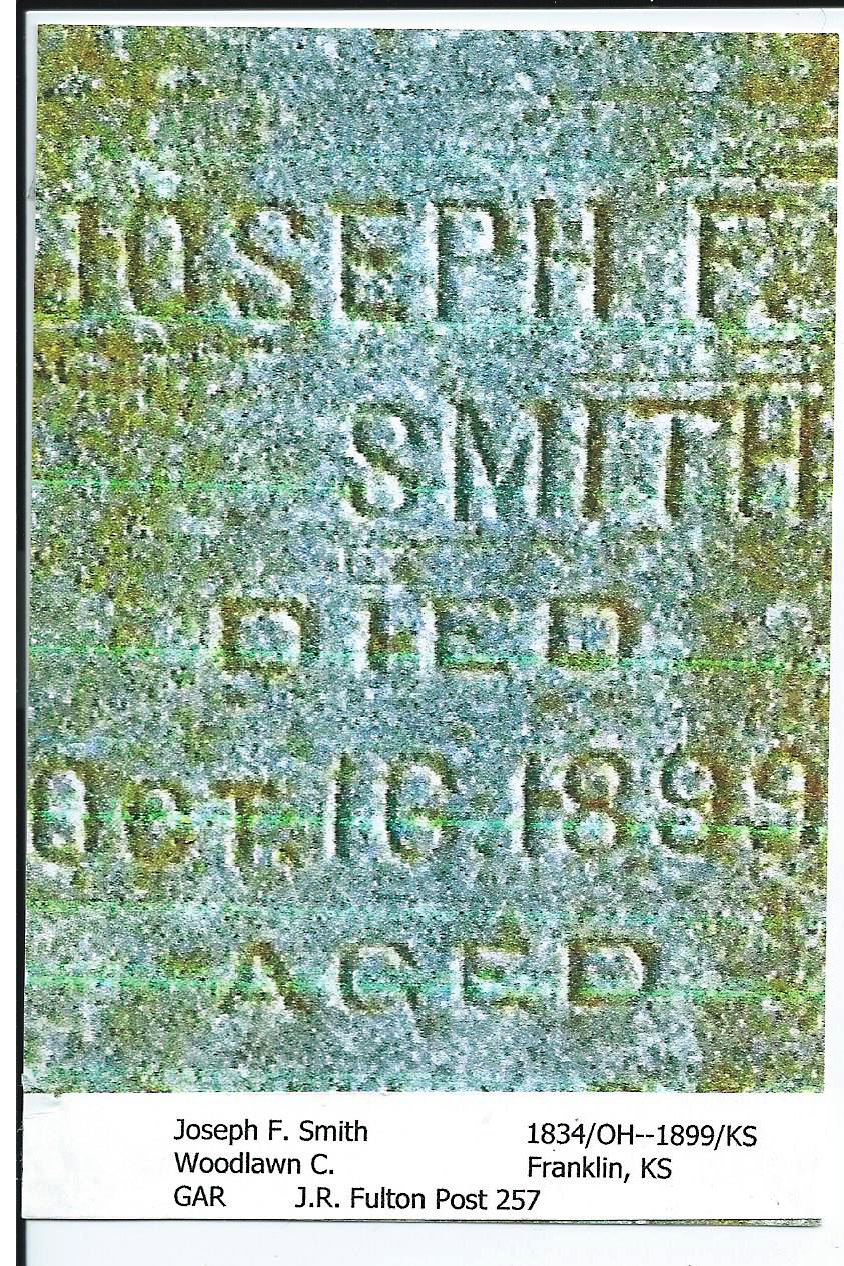 JOSEPH F.
SMITH
DIED
OCT. 16, 1899
AGED
Joseph F. Smith 1834/OH--1899/KS
Woodlawn C. Franklin, KS
GAR J.R. Fulton Post 257